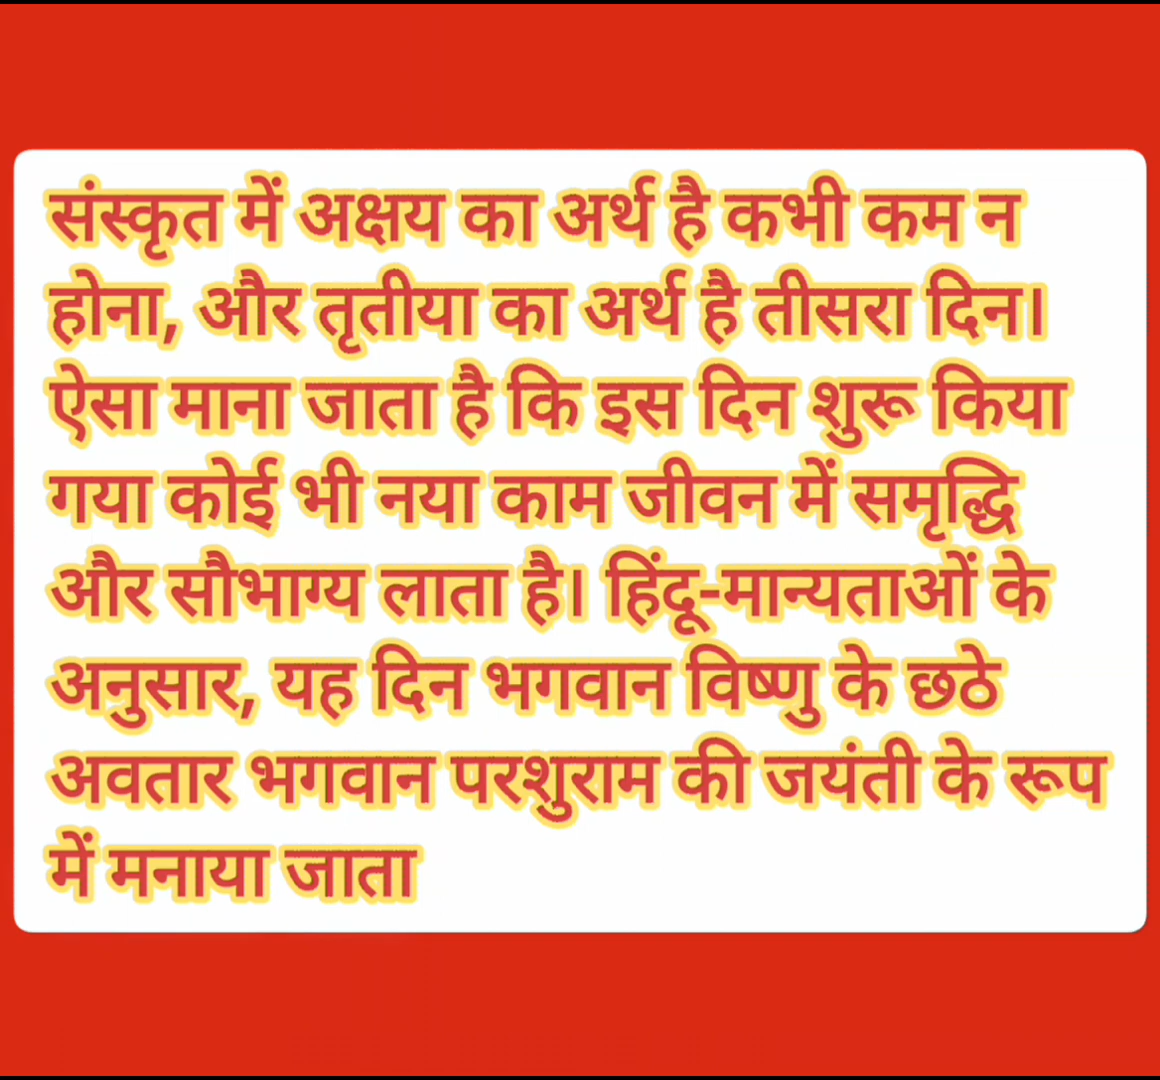 संस्कृत में अक्षय का अर्थ है कभी कम न
होना, और तृतीया का अर्थ है तीसरा दिन।
ऐसा माना जाता है कि इस दिन शुरू किया
गया कोई भी नया काम जीवन में समृद्धि
और सौभाग्य लाता है। हिंदू-मान्यताओं के
अनुसार, यह दिन भगवान विष्णु के छठे
अवतार भगवान परशुराम की जयंती के रूप
में मनाया जाता